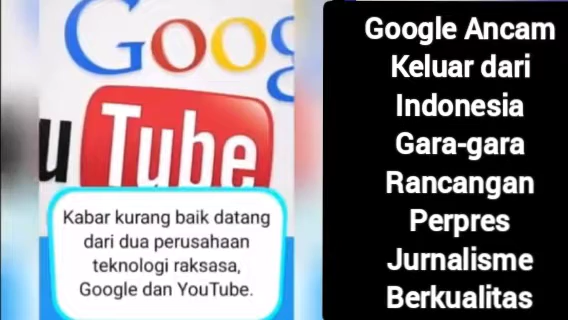 Goog
u Tube
Kabar kurang baik datang
dari dua perusahaan
teknologi raksasa,
Google dan YouTube.
Google Ancam
Keluar dari
Indonesia
Gara-gara
Rancangan
Perpres
Jurnalisme
Berkualitas